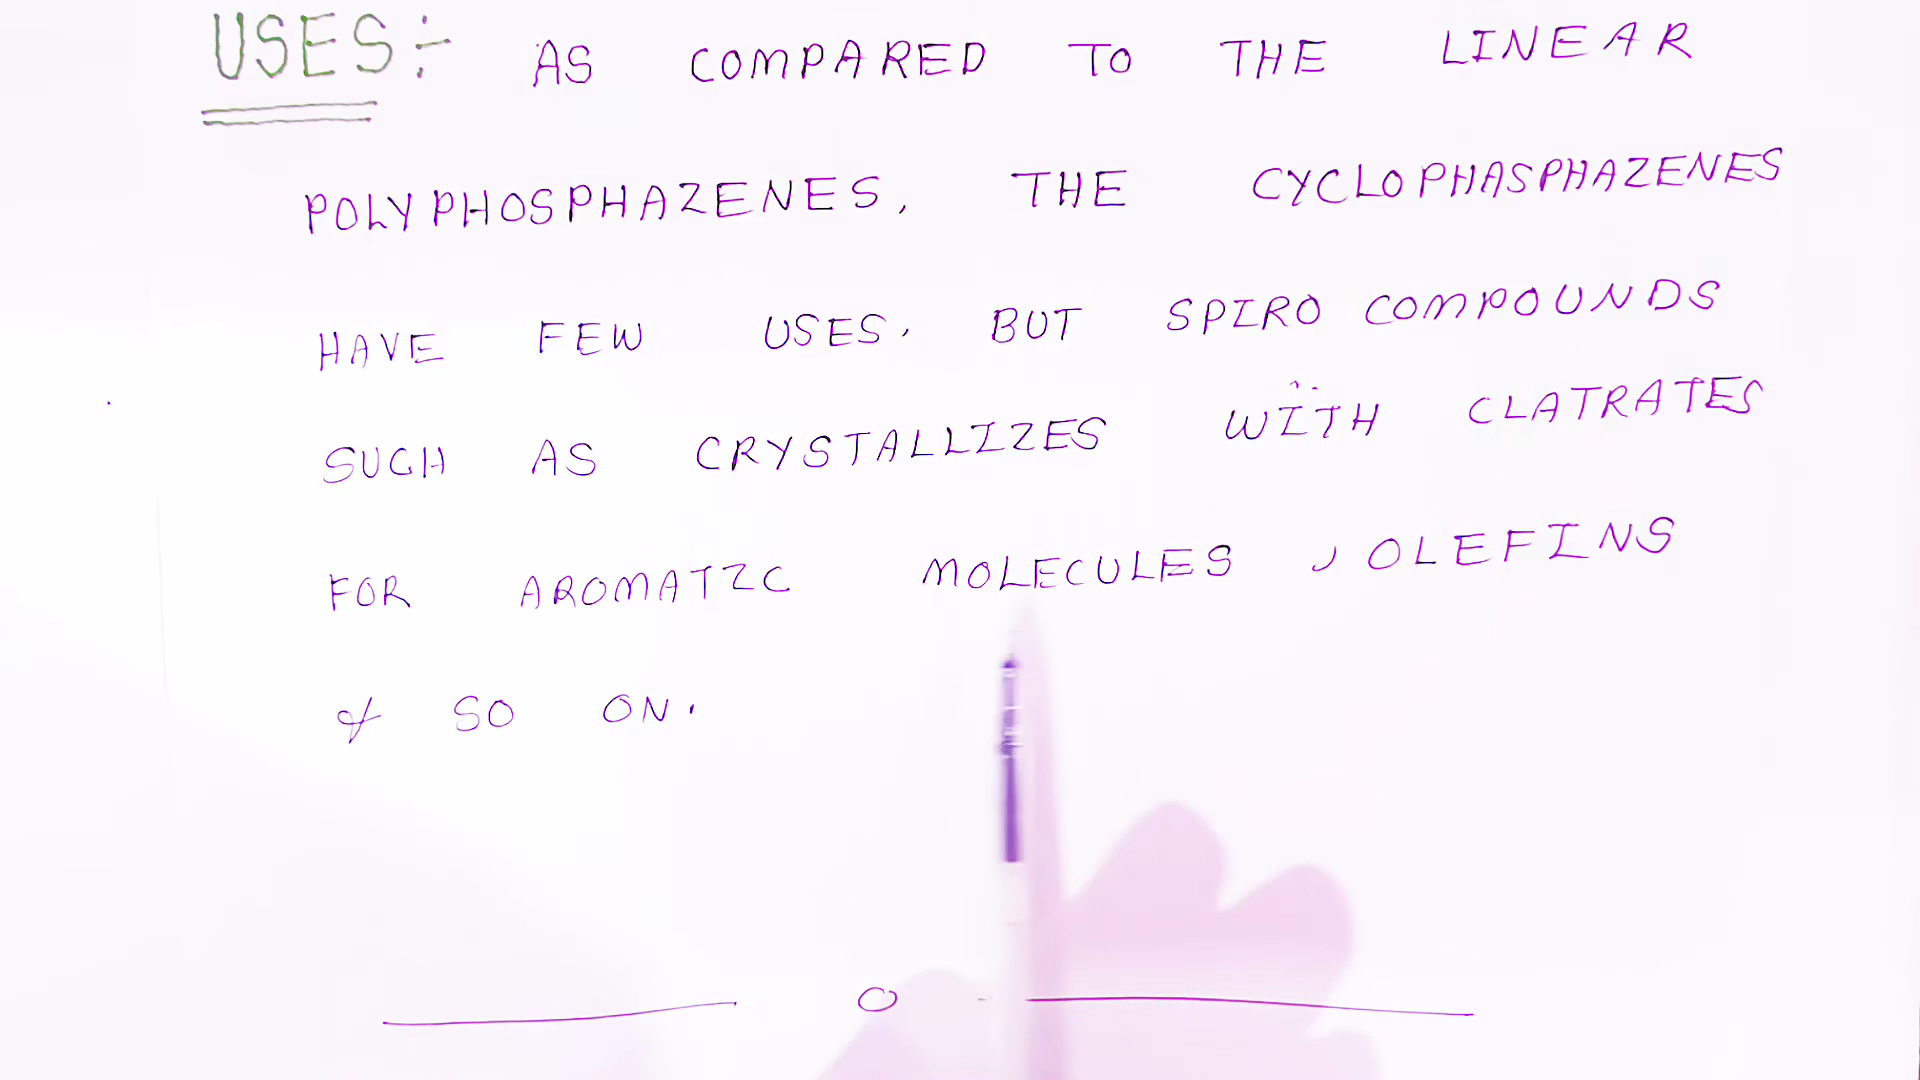 USES:- AS COMPARED TO THE LINEAR
POLYPHOSPHAZENES, THE CYCLOPHASPHAZENES
HAVE FEW USES. BUT SPIRO COMPOUNDS
SUCH AS CRYSTALLIZES WITH CLATRATES
FOR AROMATIC MOLECULES, OLEFINS
& SO ON.